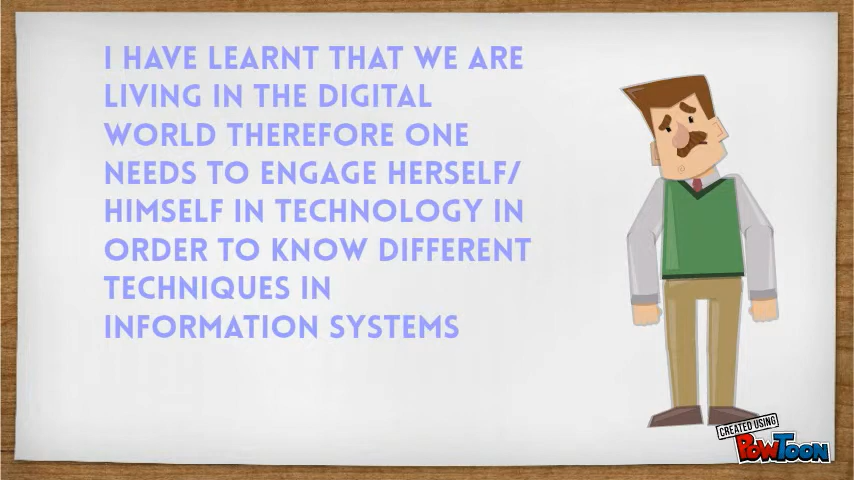 I HAVE LEARNT THAT WE ARE
LIVING IN THE DIGITAL
WORLD THEREFORE ONE
NEEDS TO ENGAGE HERSELF/
HIMSELF IN TECHNOLOGY IN
ORDER TO KNOW DIFFERENT
TECHNIQUES IN
INFORMATION SYSTEMS
CREATED USING
POWTOON